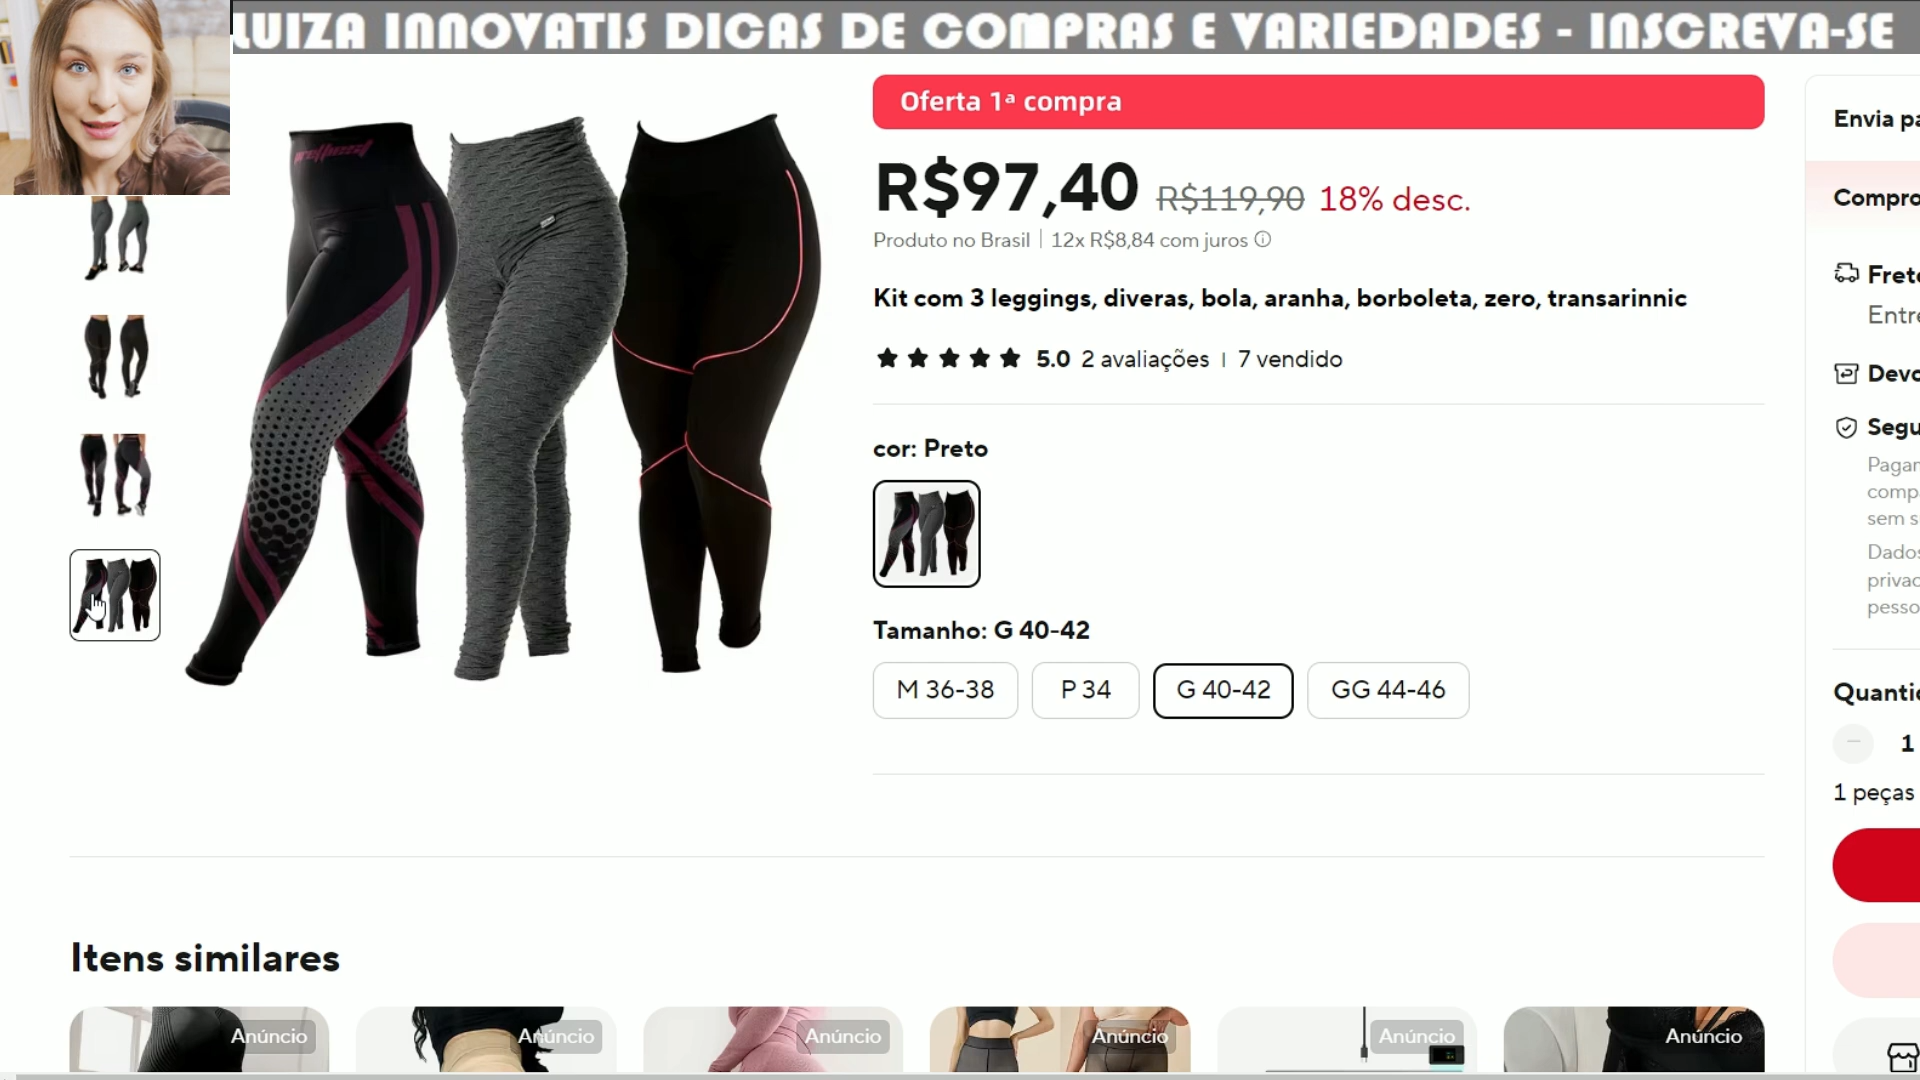 LUIZA INNOVATIS DICAS DE COMPRAS E VARIEDADES - INSCREVA-SE
Oferta 1ª compra
R$97,40 R$119,90 18% desc.
Produto no Brasil | 12x R$8,84 com juros
Kit com 3 leggings, diveras, bola, aranha, borboleta, zero, transarinnic
5.0 2 avaliações | 7 vendido
cor: Preto
Tamanho: G 40-42
M 36-38
P 34
G 40-42
GG 44-46
Envia pa
Compro
Frete
Entre
Devo
Segu
Pagam
comp
sem s
Dados
privac
pesso
Quantid
1
1 peças
Itens similares
Anúncio
Anúncio
Anúncio
Anúncio
Anúncio
Anúncio